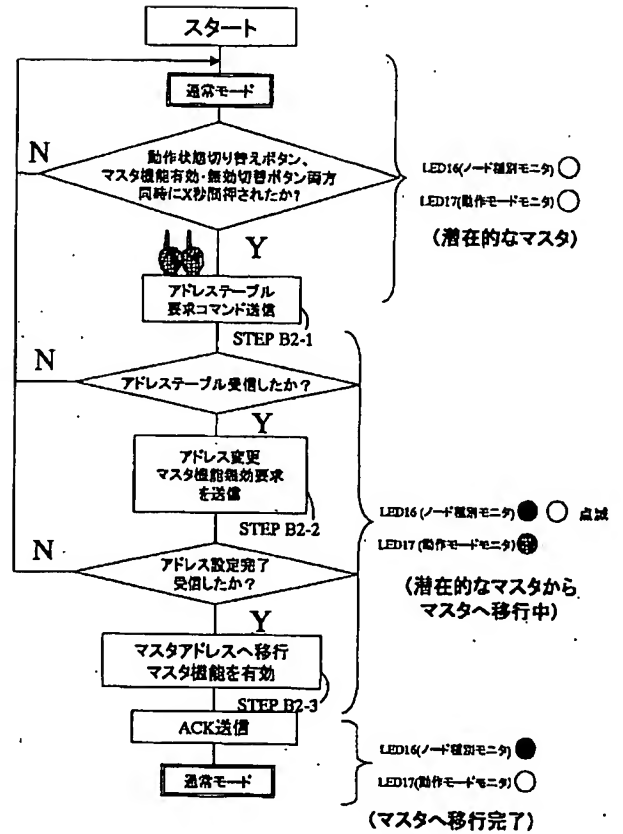 スタート
通常モード
動作状態切り替えボタン、
マスタ機能有効・無効切替ボタン両方
同時にX秒間押されたか?
N
Y
LED16(ノード種別モニタ)
LED17(動作モードモニタ)
(潜在的なマスタ)
アドレステーブル
要求コマンド送信
STEP B2-1
N
アドレステーブル受信したか?
Y
アドレス変更
マスタ機能無効要求
を送信
STEP B2-2
LED16(ノード種別モニタ) 点滅
LED17(動作モードモニタ)
(潜在的なマスタから
マスタへ移行中)
N
アドレス設定完了
受信したか?
Y
マスタアドレスへ移行
マスタ機能を有効
STEP B2-3
ACK送信
LED16(ノード種別モニタ)
LED17(動作モードモニタ)
通常モード
(マスタへ移行完了)